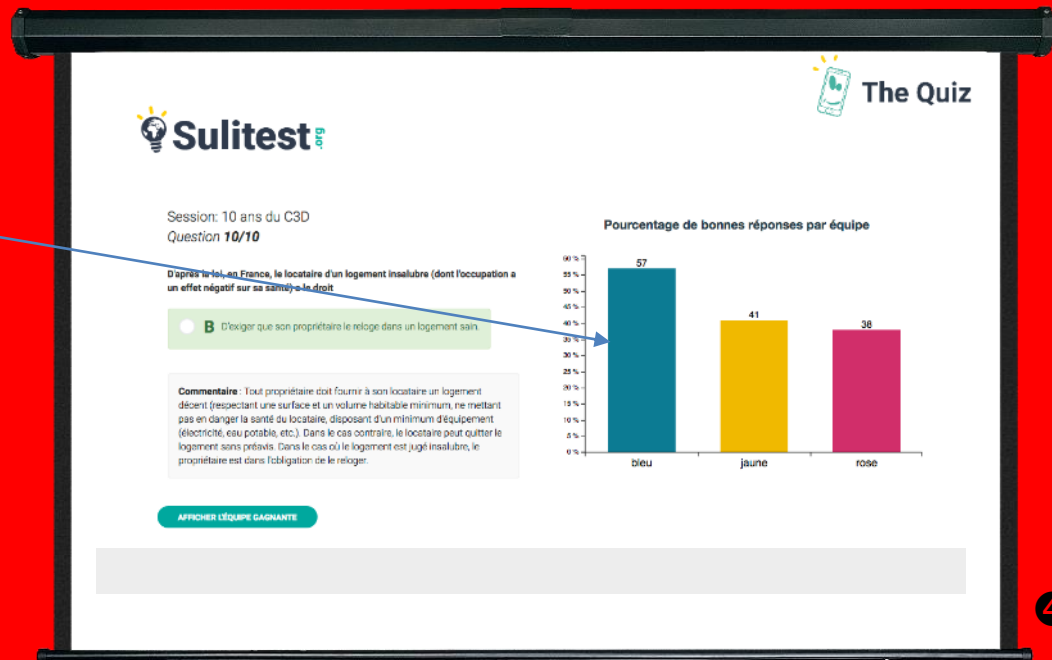 The Quiz
Sulitest.org
Session: 10 ans du C3D
Question 10/10
D'après la loi, en France, le locataire d'un logement insalubre (dont l'occupation a
un effet négatif sur sa santé) a le droit
B D'exiger que son propriétaire le reloge dans un logement sain.
Commentaire : Tout propriétaire doit fournir à son locataire un logement
décent (respectant une surface et un volume habitable minimum, ne mettant
pas en danger la santé du locataire, disposant d'un minimum d'équipement
(électricité, eau potable, etc.). Dans le cas contraire, le locataire peut quitter le
logement sans préavis. Dans le cas où le logement est jugé insalubre, le
propriétaire est dans l'obligation de le reloger.
AFFICHER L'ÉQUIPE GAGNANTE
Pourcentage de bonnes réponses par équipe
60 %
55 %
50 %
45 %
40 %
35 %
30 %
25 %
20 %
15 %
10 %
5 %
0 %
57
41
38
bleu
jaune
rose
4